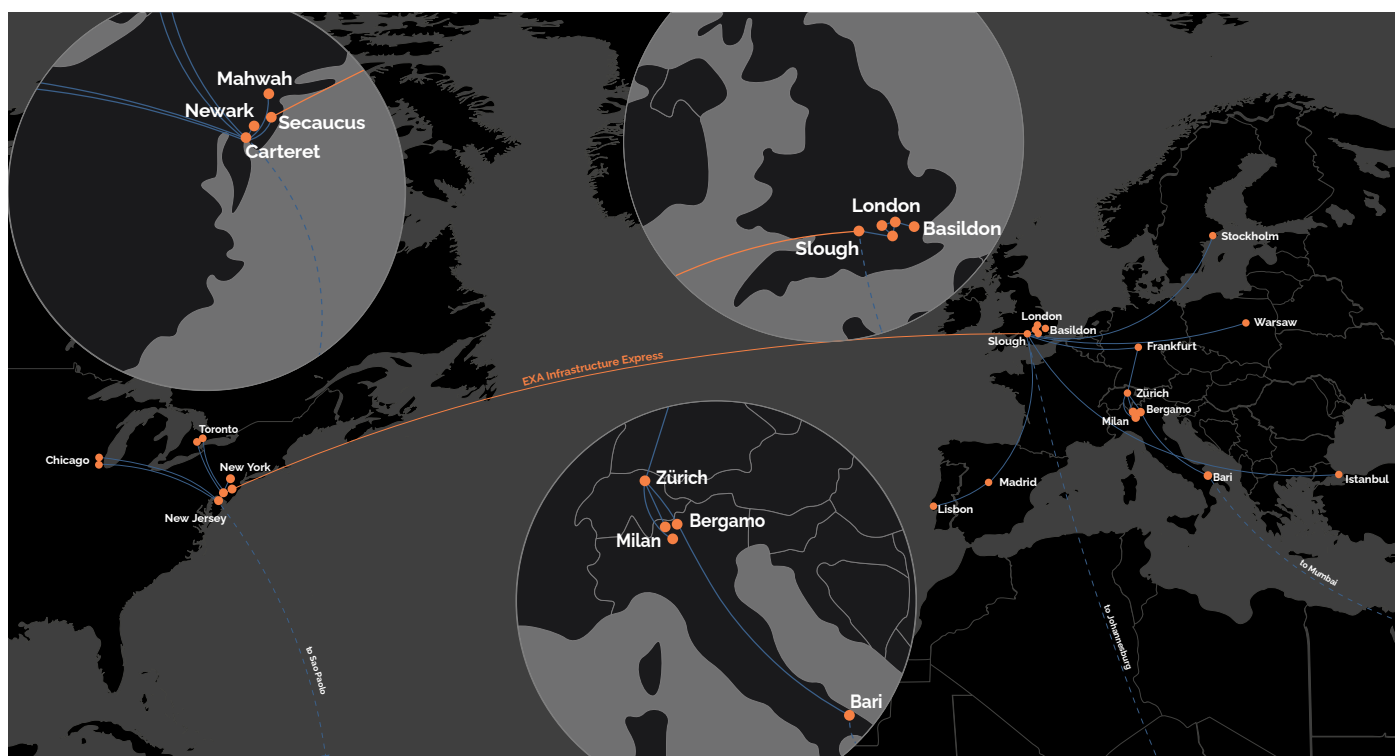 Mahwah
Newark
Secaucus
Carteret
London
Basildon
Slough
Stockholm
London
Basildon
Slough
Warsaw
Frankfurt
EXA Infrastructure Express
Zürich
Bergamo
Milan
Toronto
Chicago
New York
New Jersey
Madrid
Lisbon
Bari
Istanbul
Zürich
Bergamo
Milan
Bari
to Mumbai
to Johannesburg
to Sao Paolo